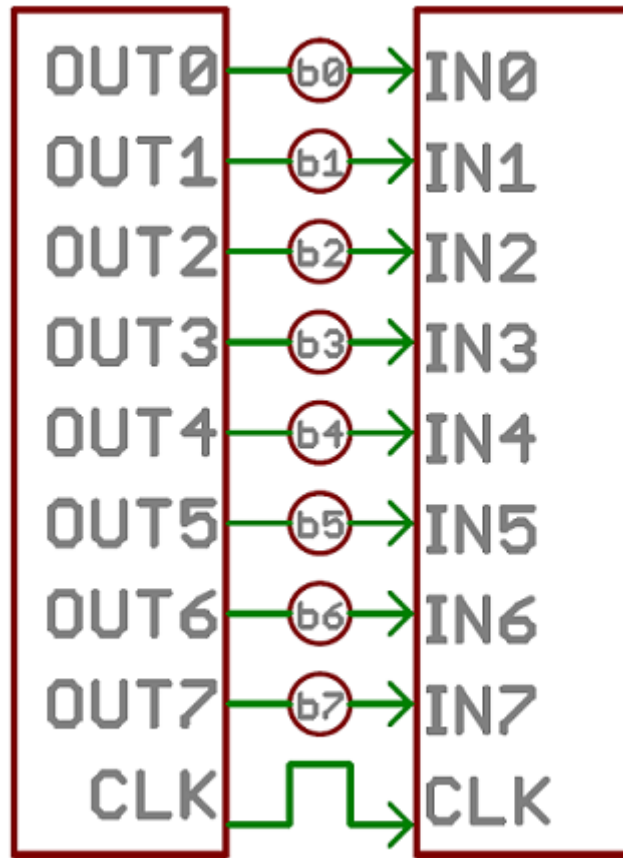 OUT0 b0 IN0
OUT1 b1 IN1
OUT2 b2 IN2
OUT3 b3 IN3
OUT4 b4 IN4
OUT5 b5 IN5
OUT6 b6 IN6
OUT7 b7 IN7
CLK CLK